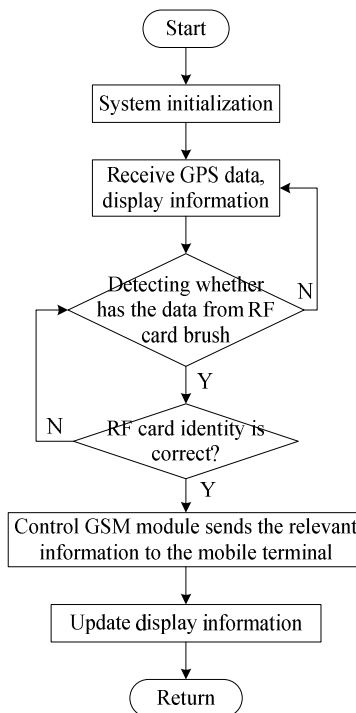 Start
System initialization
Receive GPS data,
display information
Detecting whether
has the data from RF
card brush
N
Y
N
RF card identity is
correct?
Y
Control GSM module sends the relevant
information to the mobile terminal
Update display information
Return